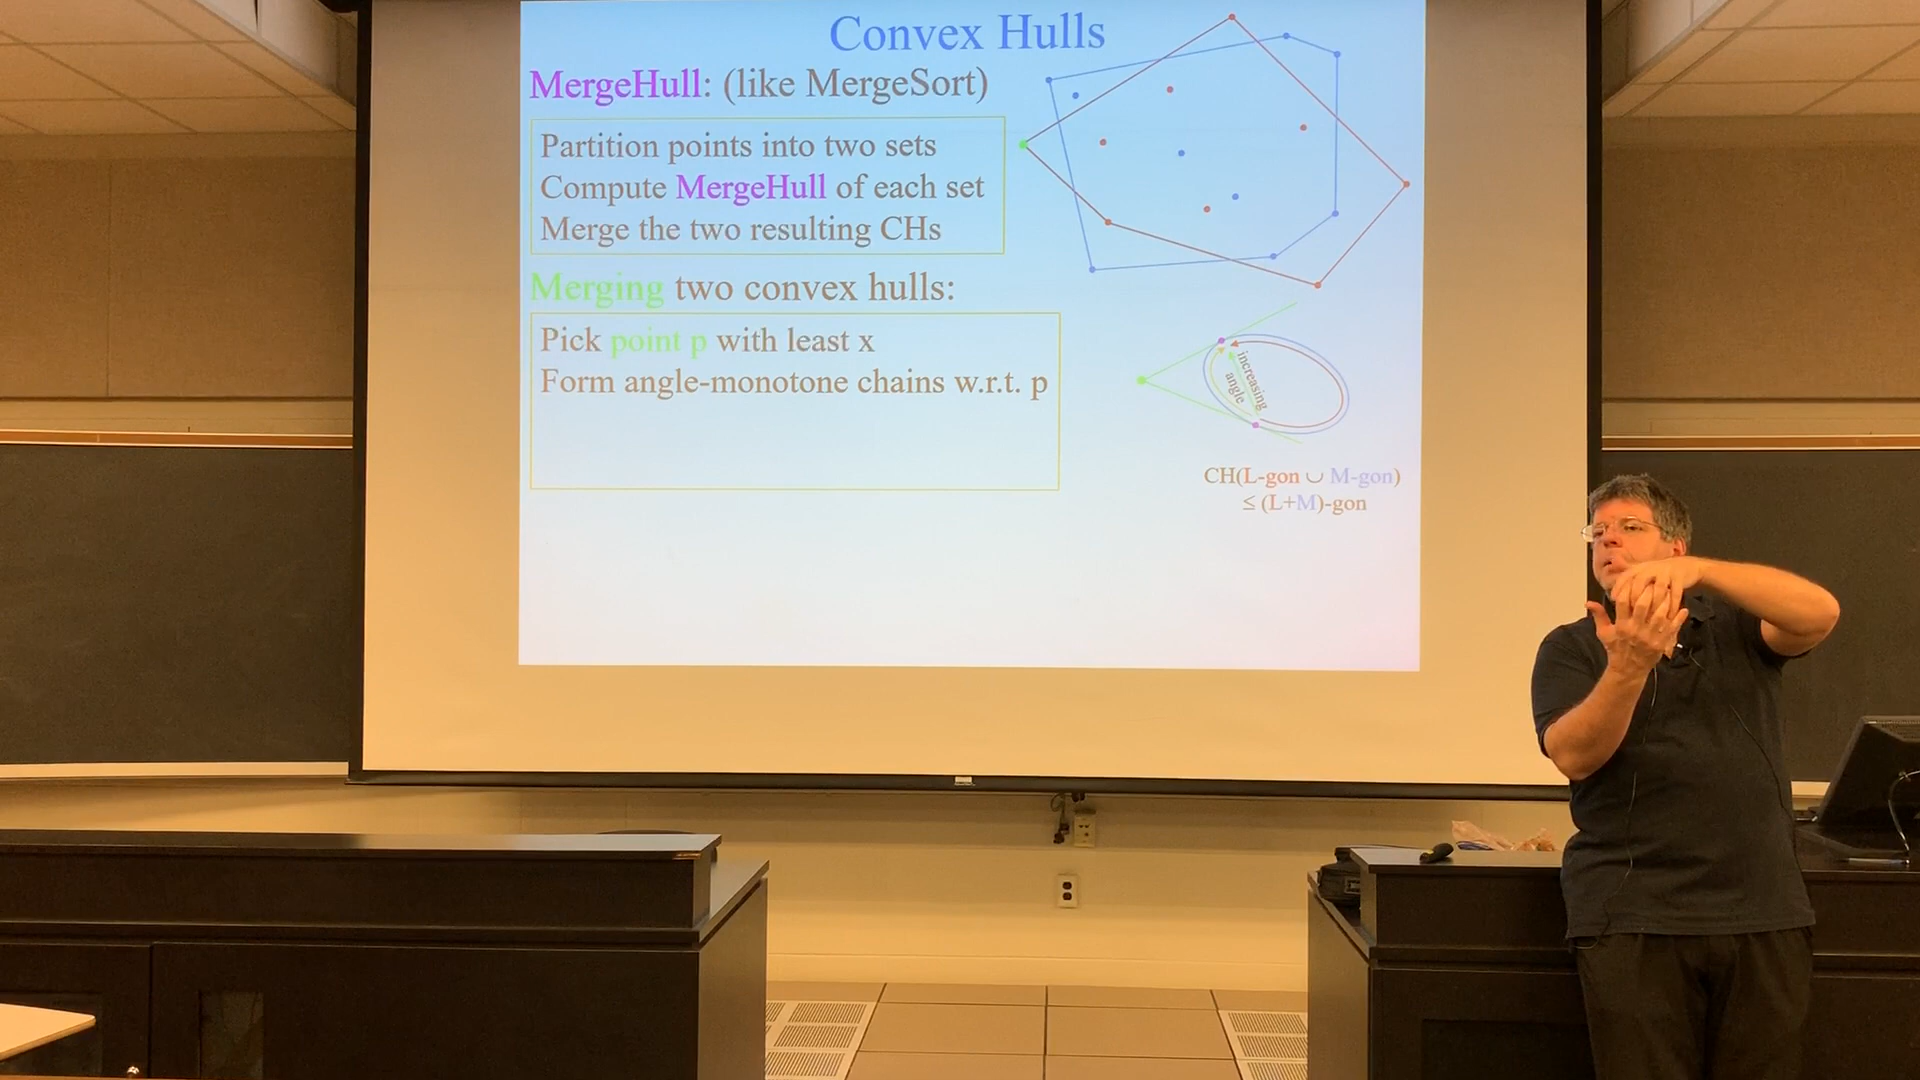 Convex Hulls
MergeHull: (like MergeSort)
Partition points into two sets
Compute MergeHull of each set
Merge the two resulting CHs
Merging two convex hulls:
Pick point p with least x
Form angle-monotone chains w.r.t. p
increasing
angle
CH(L-gon ∪ M-gon)
≤ (L+M)-gon